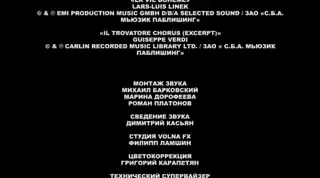 LARS-LUIS LINEK
© & ℗ EMI PRODUCTION MUSIC GMBH D/B/A SELECTED SOUND / ЗАО «С.Б.А.
МЬЮЗИК ПАБЛИШИНГ»
«IL TROVATORE CHORUS (EXCERPT)»
GUISEPPE VERDI
© & ℗ CARLIN RECORDED MUSIC LIBRARY LTD. / ЗАО « С.Б.А. МЬЮЗИК
ПАБЛИШИНГ»
МОНТАЖ ЗВУКА
МИХАИЛ БАРКОВСКИЙ
МАРИНА ДОРОФЕЕВА
РОМАН ПЛАТОНОВ
СВЕДЕНИЕ ЗВУКА
ДИМИТРИЙ КАСЬЯН
СТУДИЯ VOLNA FX
ФИЛИПП ЛАМШИН
ЦВЕТОКОРРЕКЦИЯ
ГРИГОРИЙ КАРАПЕТЯН
ТЕХНИЧЕСКИЙ СУПЕРВАЙЗЕР